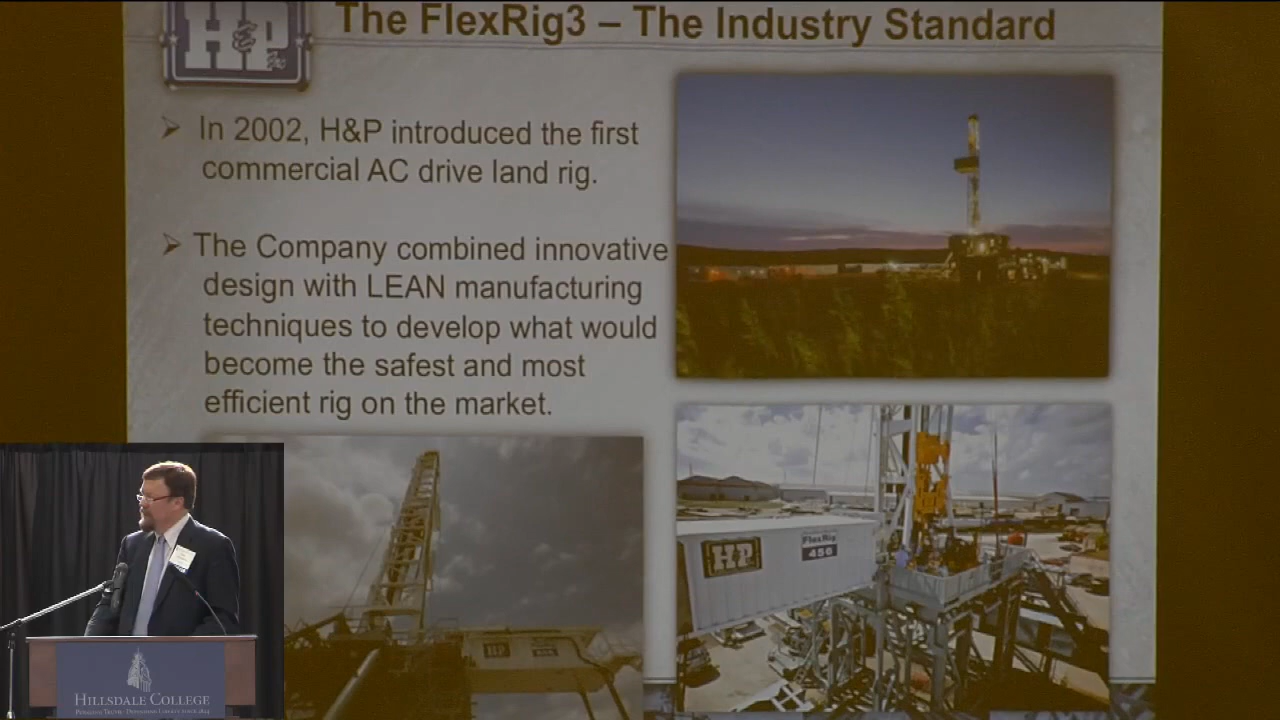 H&P
The FlexRig3 – The Industry Standard
➢ In 2002, H&P introduced the first
commercial AC drive land rig.
➢ The Company combined innovative
design with LEAN manufacturing
techniques to develop what would
become the safest and most
efficient rig on the market.
HP
FlexRig
456
HP
HILLSDALE COLLEGE